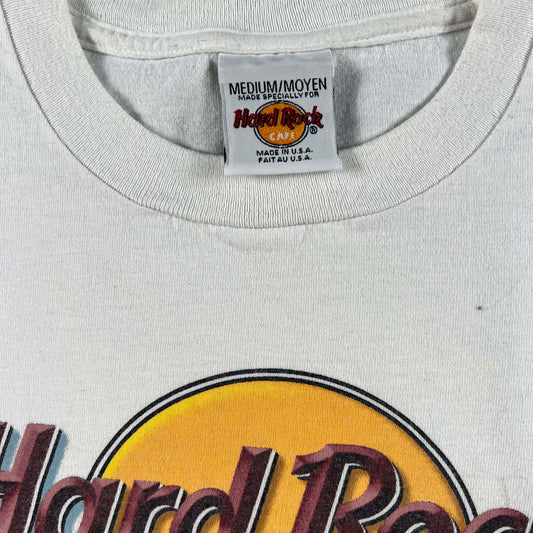 MEDIUM/MOYEN
MADE SPECIALLY FOR
Hard Rock
CAFE
®
MADE IN U.S.A.
FAIT AU U.S.A.
Hard Roc